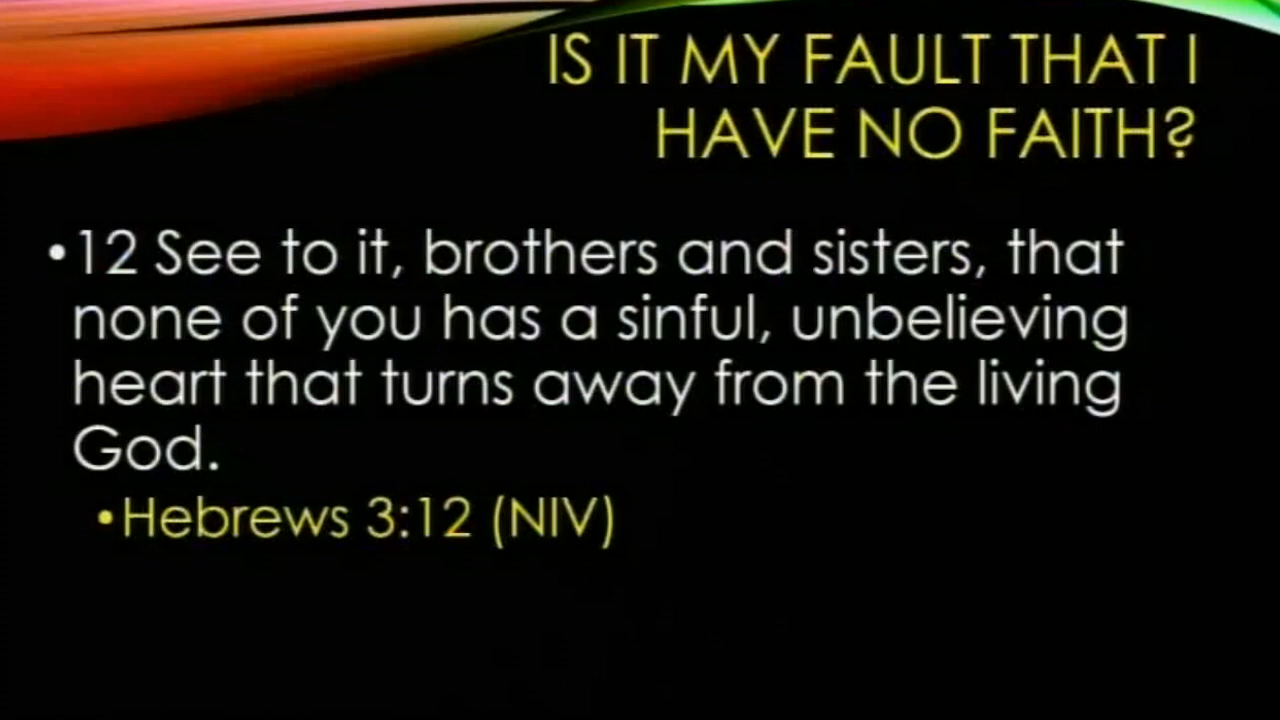 IS IT MY FAULT THAT I
HAVE NO FAITH?
•12 See to it, brothers and sisters, that
none of you has a sinful, unbelieving
heart that turns away from the living
God.
•Hebrews 3:12 (NIV)